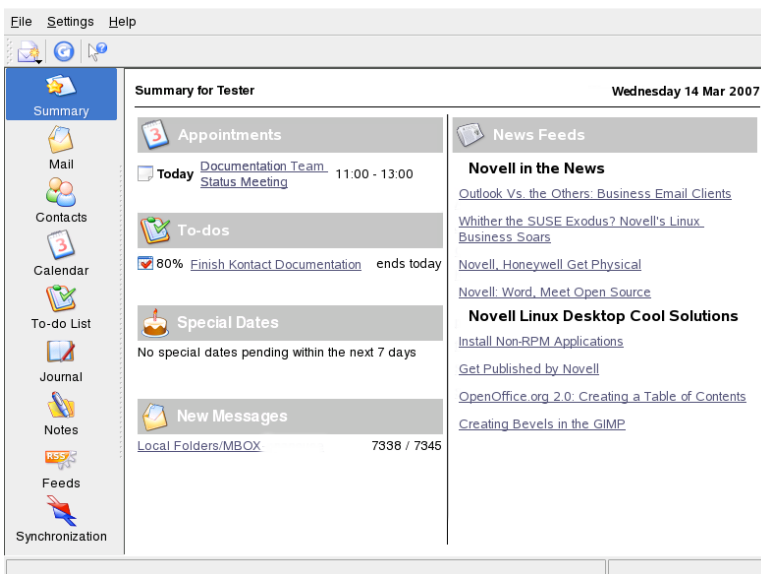 File Settings Help
Summary
Mail
Contacts
3
Calendar
To-do List
Journal
Notes
RSS
Feeds
Synchronization
Summary for Tester
Wednesday 14 Mar 2007
3
Appointments
Today Documentation Team 11:00 - 13:00
Status Meeting
To-dos
80% Finish Kontact Documentation ends today
Special Dates
No special dates pending within the next 7 days
New Messages
Local Folders/MBOX 7338 / 7345
News Feeds
Novell in the News
Outlook Vs. the Others: Business Email Clients
Whither the SUSE Exodus? Novell's Linux
Business Soars
Novell, Honeywell Get Physical
Novell: Word, Meet Open Source
Novell Linux Desktop Cool Solutions
Install Non-RPM Applications
Get Published by Novell
OpenOffice.org 2.0: Creating a Table of Contents
Creating Bevels in the GIMP